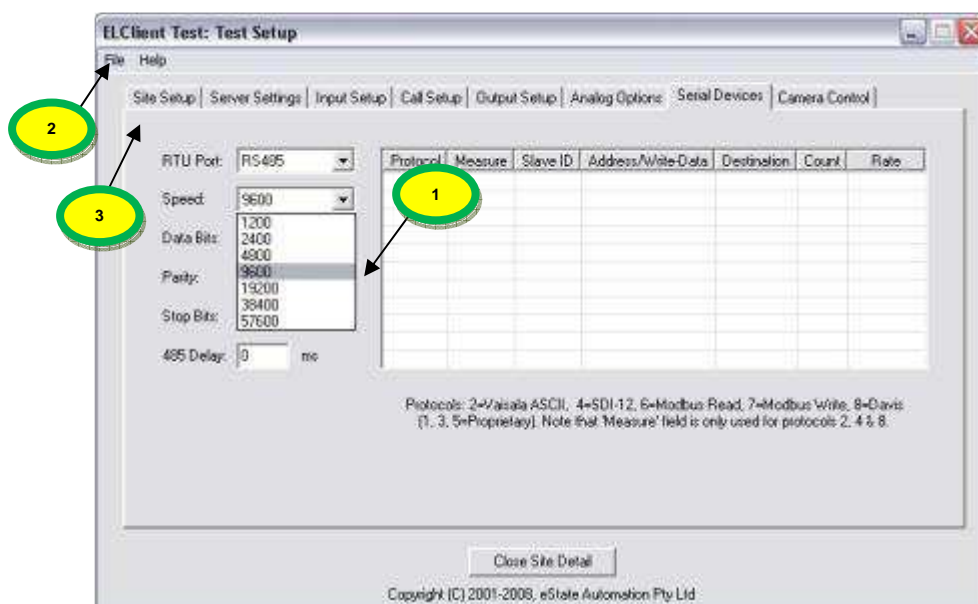 ELClient Test: Test Setup
File Help
Site Setup Server Settings Input Setup Call Setup Output Setup Analog Options Serial Devices Camera Control
2
RTU Port: RS485
Protocol Measure Slave ID Address/Write-Data Destination Count Rate
1
Speed: 9600
3
1200
Data Bits: 2400
4800
9600
Parity:
19200
38400
Stop Bits:
57600
485 Delay: 0 ms
Protocols: 2=Vaisala ASCII, 4=SDI-12, 6=Modbus Read, 7=Modbus Write, 8=Davis
(1, 3, 5=Proprietary). Note that 'Measure' field is only used for protocols 2, 4 & 8.
Close Site Detail
Copyright (C) 2001-2008, eState Automation Pty Ltd